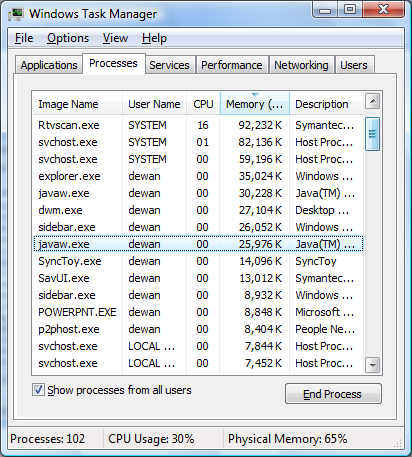 Windows Task Manager
File Options View Help
Applications Processes Services Performance Networking Users
Image Name User Name CPU Memory (... Description
Rtvscan.exe SYSTEM 16 92,232 K Symantec...
svchost.exe SYSTEM 01 82,136 K Host Proc...
svchost.exe SYSTEM 00 59,196 K Host Proc...
explorer.exe dewan 00 35,024 K Windows ...
javaw.exe dewan 00 30,228 K Java(TM) ...
dwm.exe dewan 00 27,104 K Desktop ...
sidebar.exe dewan 00 26,052 K Windows ...
javaw.exe dewan 00 25,976 K Java(TM) ...
SyncToy.exe dewan 00 14,096 K SyncToy
SavUI.exe dewan 00 13,012 K Symantec...
sidebar.exe dewan 00 8,932 K Windows ...
POWERPNT.EXE dewan 00 8,848 K Microsoft ...
p2phost.exe dewan 00 8,404 K People Ne...
svchost.exe LOCAL ... 00 7,844 K Host Proc...
svchost.exe LOCAL ... 00 7,452 K Host Proc...
Show processes from all users End Process
Processes: 102 CPU Usage: 30% Physical Memory: 65%